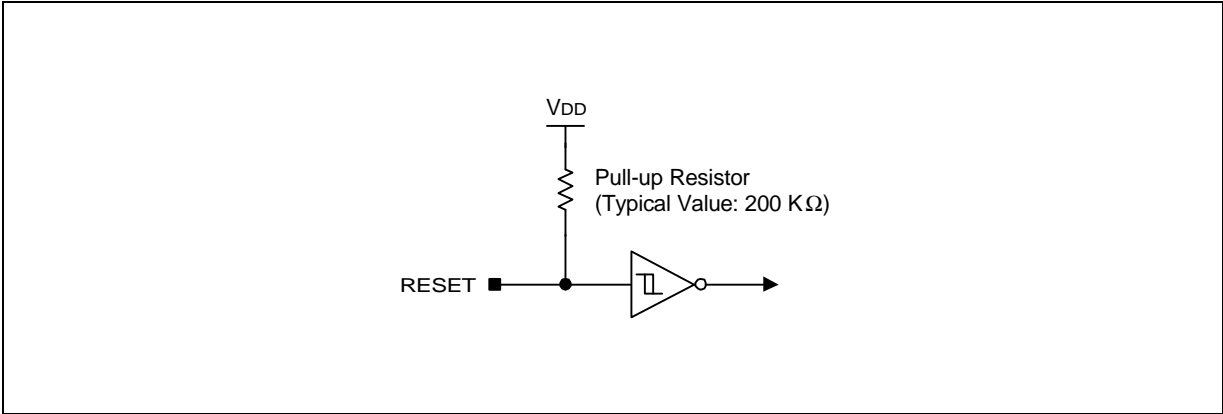 VDD
Pull-up Resistor
(Typical Value: 200 KΩ)
RESET